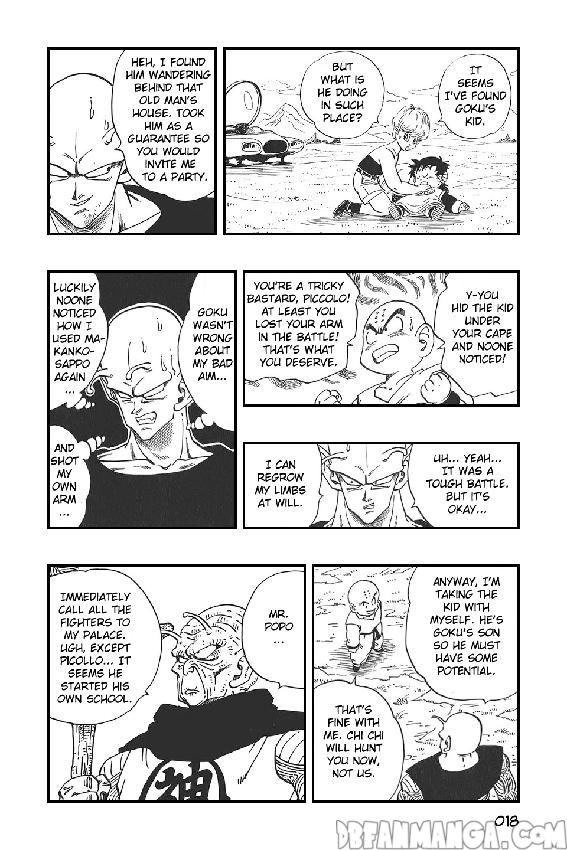 IT
SEEMS
I'VE FOUND
GOKU'S
KID.
BUT
WHAT IS
HE DOING
IN SUCH
PLACE?
HEH, I FOUND
HIM WANDERING
BEHIND THAT
OLD MAN'S
HOUSE. TOOK
HIM AS A
GUARANTEE SO
YOU WOULD
INVITE ME
TO A PARTY.
Y-YOU
HID THE KID
UNDER
YOUR CAPE
AND NOONE
NOTICED!
YOU'RE A TRICKY
BASTARD, PICCOLO!
AT LEAST YOU
LOST YOUR ARM
IN THE BATTLE!
THAT'S WHAT
YOU DESERVE.
UH... YEAH...
IT WAS A
TOUGH BATTLE.
BUT IT'S
OKAY...
I CAN
REGROW
MY LIMBS
AT WILL.
GOKU
WASN'T
WRONG
ABOUT
MY BAD
AIM...
LUCKILY
NOONE
NOTICED
HOW I
USED MA-
KANKO-
SAPPO
AGAIN
...
AND
SHOT
MY
OWN
ARM
...
ANYWAY, I'M
TAKING THE
KID WITH
MYSELF. HE'S
GOKU'S SON
SO HE MUST
HAVE SOME
POTENTIAL.
THAT'S
FINE WITH
ME. CHI CHI
WILL HUNT
YOU NOW,
NOT US.
MR.
POPO
...
IMMEDIATELY
CALL ALL THE
FIGHTERS TO
MY PALACE.
UGH, EXCEPT
PICOLLO... IT
SEEMS HE
STARTED HIS
OWN SCHOOL.
神
018
DBFANMANGA.COM